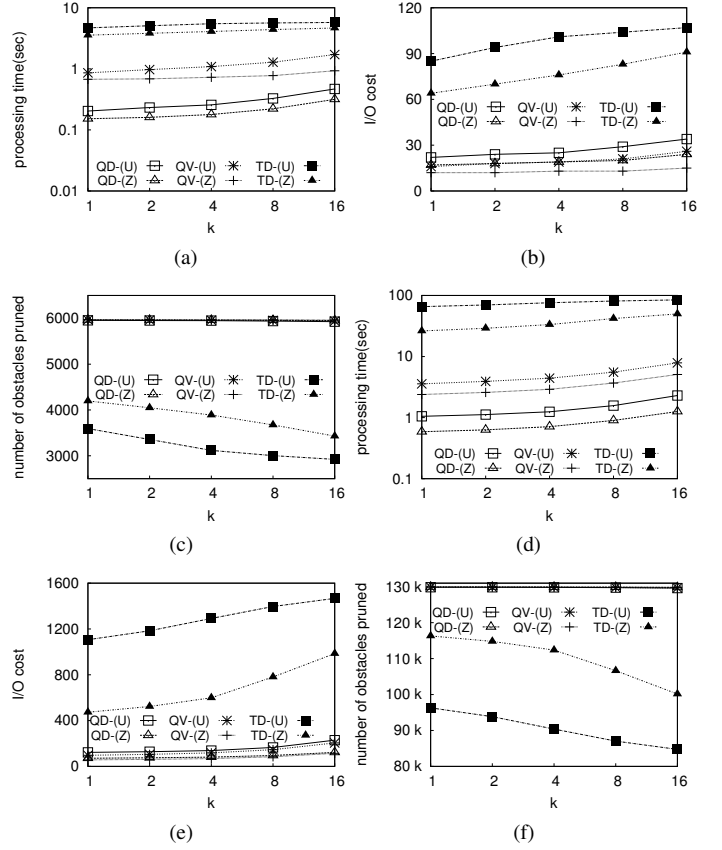 processing time(sec)
10
1
0.1
0.01
QD-(U) QV-(U) TD-(U)
QD-(Z) QV-(Z) TD-(Z)
1 2 4 8 16
k
(a)
I/O cost
120
90
60
30
0
QD-(U) QV-(U) TD-(U)
QD-(Z) QV-(Z) TD-(Z)
1 2 4 8 16
k
(b)
number of obstacles pruned
6000
5000
4000
3000
QD-(U) QV-(U) TD-(U)
QD-(Z) QV-(Z) TD-(Z)
1 2 4 8 16
k
(c)
processing time(sec)
100
10
1
0.1
QD-(U) QV-(U) TD-(U)
QD-(Z) QV-(Z) TD-(Z)
1 2 4 8 16
k
(d)
I/O cost
1600
1200
800
400
0
QD-(U) QV-(U) TD-(U)
QD-(Z) QV-(Z) TD-(Z)
1 2 4 8 16
k
(e)
number of obstacles pruned
130 k
120 k
110 k
100 k
90 k
80 k
QD-(U) QV-(U) TD-(U)
QD-(Z) QV-(Z) TD-(Z)
1 2 4 8 16
k
(f)